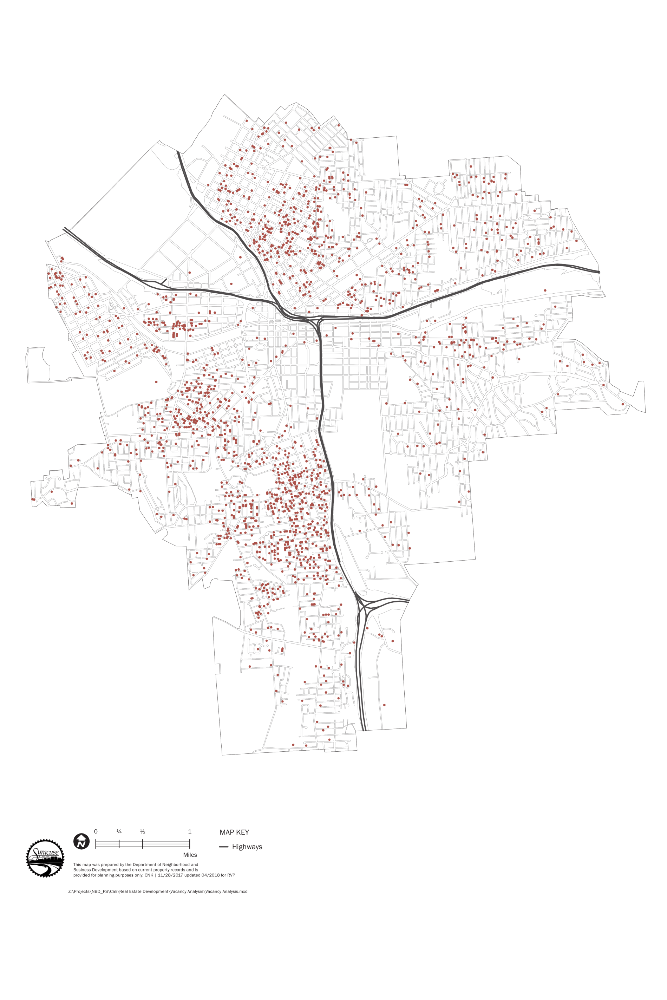 0 ¼ ½ 1
Miles
MAP KEY
Highways
N
Syracuse
This map was prepared by the Department of Neighborhood and
Business Development based on current property records and is
provided for planning purposes only. CNK | 11/28/2017 updated 04/2018 for RVP
Z:\Projects\NBD_PS\Cali\Real Estate Development\Vacancy Analysis\Vacancy Analysis.mxd